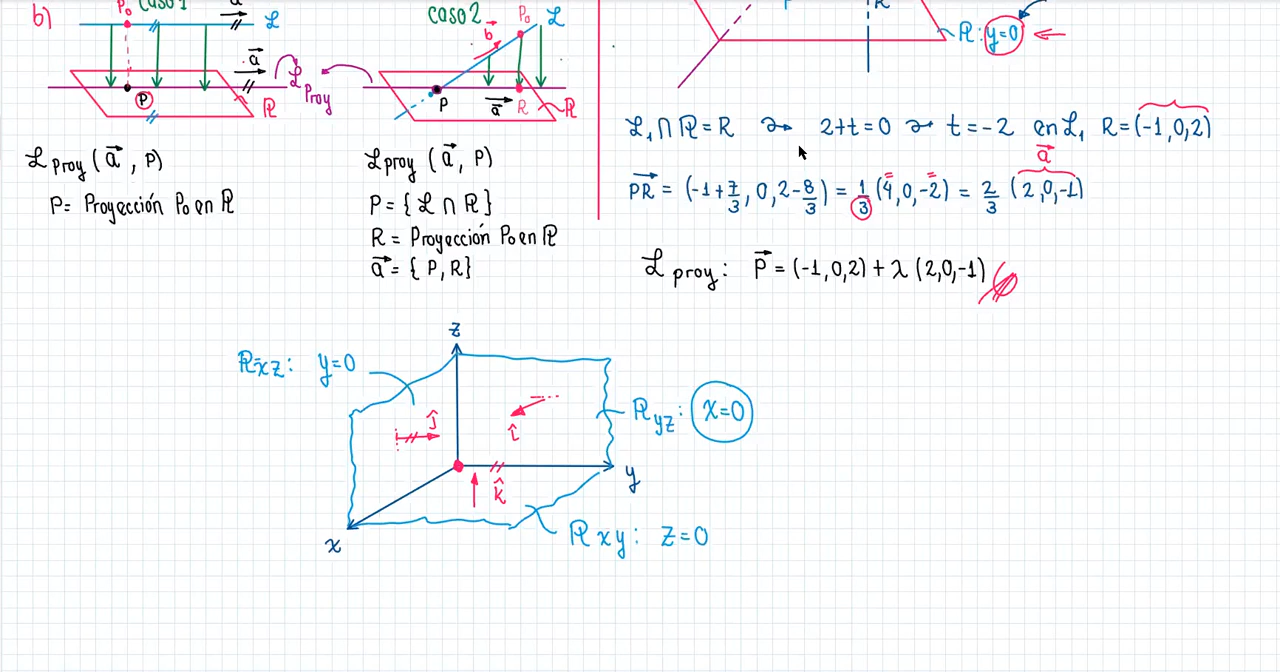 b) P₀ caso 1 a⃗
ℒ
a⃗
P
ℝ
ℒ Proy
caso 2 P₀ ℒ
b⃗
P a⃗ R ℝ
ℒ Proy (a⃗, P)
P = Proyección P₀ en ℝ
ℒ proy (a⃗, P)
P = {ℒ ∩ ℝ}
R = Proyección P₀ en ℝ
a⃗ = {P, R}
ℝ: y=0
ℒ₁ ∩ ℝ = R ⤳ 2+t=0 ⤳ t=-2 en ℒ₁ R=(-1,0,2)
a⃗
PR⃗ = (-1+7/3, 0, 2-8/3) = 1/3 (4,0,-2) = 2/3 (2,0,-1)
ℒ proy: P⃗ = (-1,0,2) + λ (2,0,-1)
z
ℝxz: y=0
ĵ
î
ℝyz: x=0
y
k̂
x
ℝxy: z=0